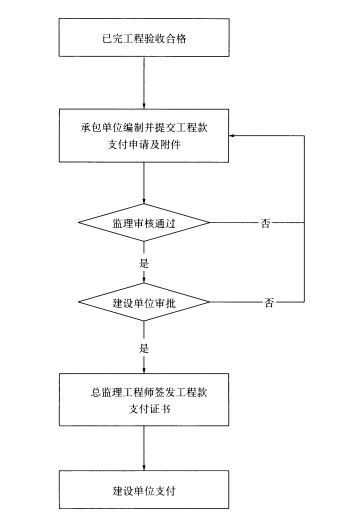 已完工程验收合格
承包单位编制并提交工程款
支付申请及附件
监理审核通过
否
是
建设单位审批
否
是
总监理工程师签发工程款
支付证书
建设单位支付